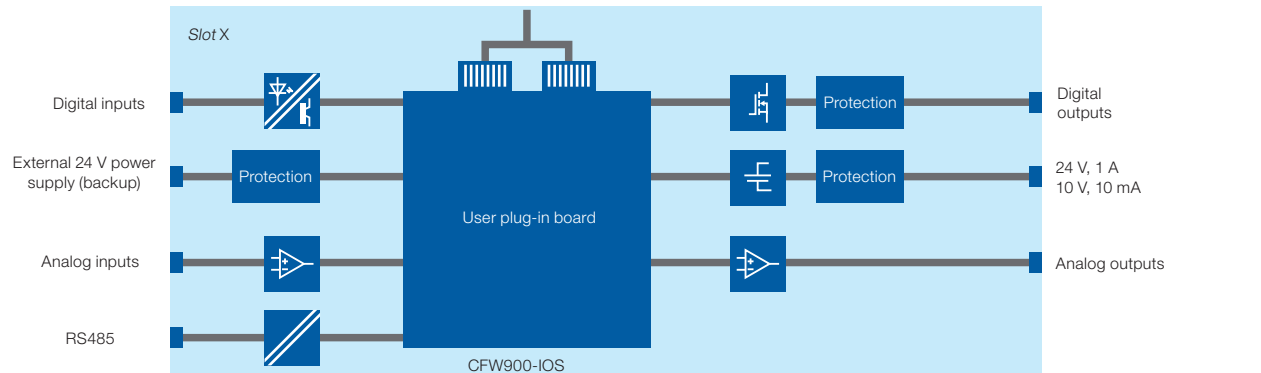 Slot X
Digital inputs
External 24 V power
supply (backup)
Protection
Analog inputs
RS485
User plug-in board
CFW900-IOS
Protection
Digital
outputs
Protection
24 V, 1 A
10 V, 10 mA
Analog outputs